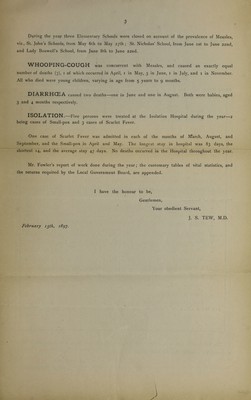 3
During the year three Elementary Schools were closed on account of the prevalence of Measles,
viz., St. John's Schools, from May 8th to May 27th; St. Nicholas' School, from June 1st to June 22nd,
and Lady Boswell's School, from June 8th to June 22nd.
WHOOPING-COUGH was concurrent with Measles, and caused an exactly equal
number of deaths (5), 1 of which occurred in April, 1 in May, 3 in June, 1 in July, and 1 in November.
All who died were young children, varying in age from 9 years to 9 months.
DIARRHŒA caused two deaths—one in June and one in August. Both were babies, aged
3 and 4 months respectively.
ISOLATION.—Five persons were treated at the Isolation Hospital during the year—2
being cases of Small-pox and 3 cases of Scarlet Fever.
One case of Scarlet Fever was admitted in each of the months of March, August, and
September, and the Small-pox in April and May. The longest stay in hospital was 87 days, the
shortest 14, and the average stay 45 days. No deaths occurred in the Hospital throughout the year.
Mr. Fowler's report of work done during the year; the customary tables of vital statistics, and
the returns required by the Local Government Board, are appended.
I have the honour to be,
Gentlemen,
Your obedient Servant,
J. S. TEW, M.D.
February 15th, 1897.